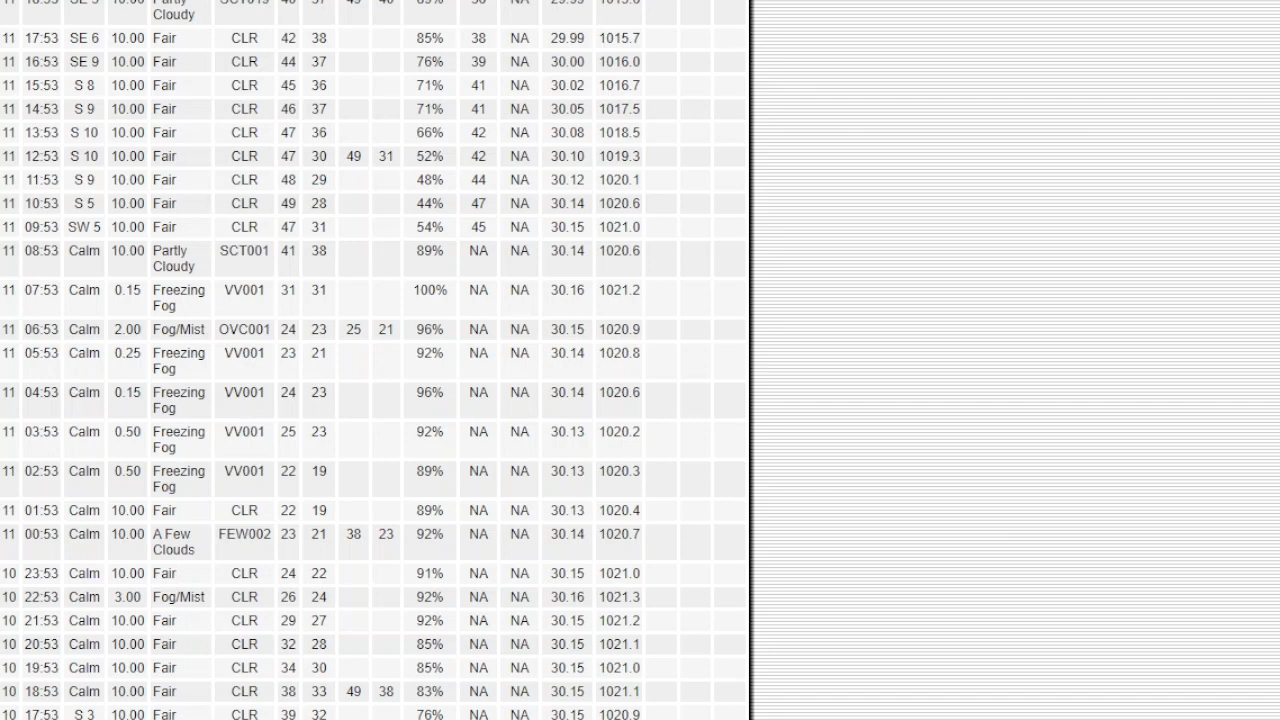 11 17:53 SE 6 10.00 Fair CLR 42 38 85% 38 NA 29.99 1015.7
11 16:53 SE 9 10.00 Fair CLR 44 37 76% 39 NA 30.00 1016.0
11 15:53 S 8 10.00 Fair CLR 45 36 71% 41 NA 30.02 1016.7
11 14:53 S 9 10.00 Fair CLR 46 37 71% 41 NA 30.05 1017.5
11 13:53 S 10 10.00 Fair CLR 47 36 66% 42 NA 30.08 1018.5
11 12:53 S 10 10.00 Fair CLR 47 30 49 31 52% 42 NA 30.10 1019.3
11 11:53 S 9 10.00 Fair CLR 48 29 48% 44 NA 30.12 1020.1
11 10:53 S 5 10.00 Fair CLR 49 28 44% 47 NA 30.14 1020.6
11 09:53 SW 5 10.00 Fair CLR 47 31 54% 45 NA 30.15 1021.0
11 08:53 Calm 10.00 Partly SCT001 41 38 89% NA NA 30.14 1020.6
Cloudy
11 07:53 Calm 0.15 Freezing VV001 31 31 100% NA NA 30.16 1021.2
Fog
11 06:53 Calm 2.00 Fog/Mist OVC001 24 23 25 21 96% NA NA 30.15 1020.9
11 05:53 Calm 0.25 Freezing VV001 23 21 92% NA NA 30.14 1020.8
Fog
11 04:53 Calm 0.15 Freezing VV001 24 23 96% NA NA 30.14 1020.6
Fog
11 03:53 Calm 0.50 Freezing VV001 25 23 92% NA NA 30.13 1020.2
Fog
11 02:53 Calm 0.50 Freezing VV001 22 19 89% NA NA 30.13 1020.3
Fog
11 01:53 Calm 10.00 Fair CLR 22 19 89% NA NA 30.13 1020.4
11 00:53 Calm 10.00 A Few FEW002 23 21 38 23 92% NA NA 30.14 1020.7
Clouds
10 23:53 Calm 10.00 Fair CLR 24 22 91% NA NA 30.15 1021.0
10 22:53 Calm 3.00 Fog/Mist CLR 26 24 92% NA NA 30.16 1021.3
10 21:53 Calm 10.00 Fair CLR 29 27 92% NA NA 30.15 1021.2
10 20:53 Calm 10.00 Fair CLR 32 28 85% NA NA 30.15 1021.1
10 19:53 Calm 10.00 Fair CLR 34 30 85% NA NA 30.15 1021.0
10 18:53 Calm 10.00 Fair CLR 38 33 49 38 83% NA NA 30.15 1021.1
10 17:53 S 3 10.00 Fair CLR 39 32 76% NA NA 30.15 1020.9